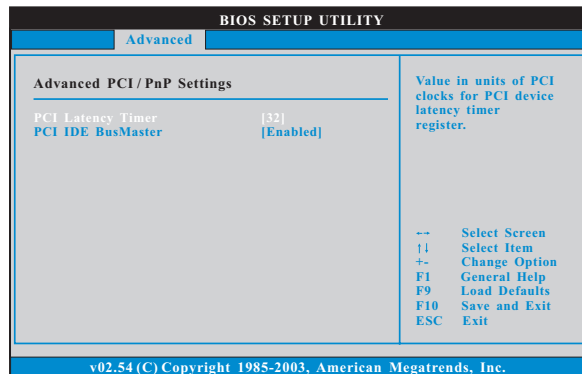 BIOS SETUP UTILITY
Advanced
Advanced PCI / PnP Settings
PCI Latency Timer [32]
PCI IDE BusMaster [Enabled]
Value in units of PCI
clocks for PCI device
latency timer
register.
←→ Select Screen
↑↓ Select Item
+- Change Option
F1 General Help
F9 Load Defaults
F10 Save and Exit
ESC Exit
v02.54 (C) Copyright 1985-2003, American Megatrends, Inc.